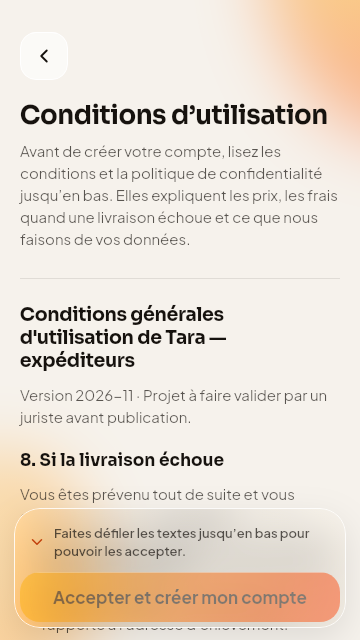 Conditions d’utilisation
Avant de créer votre compte, lisez les
conditions et la politique de confidentialité
jusqu’en bas. Elles expliquent les prix, les frais
quand une livraison échoue et ce que nous
faisons de vos données.
Conditions générales
d'utilisation de Tara —
expéditeurs
Version 2026–11 · Projet à faire valider par un
juriste avant publication.
8. Si la livraison échoue
Vous êtes prévenu tout de suite et vous
Faites défiler les textes jusqu’en bas pour
pouvoir les accepter.
Accepter et créer mon compte